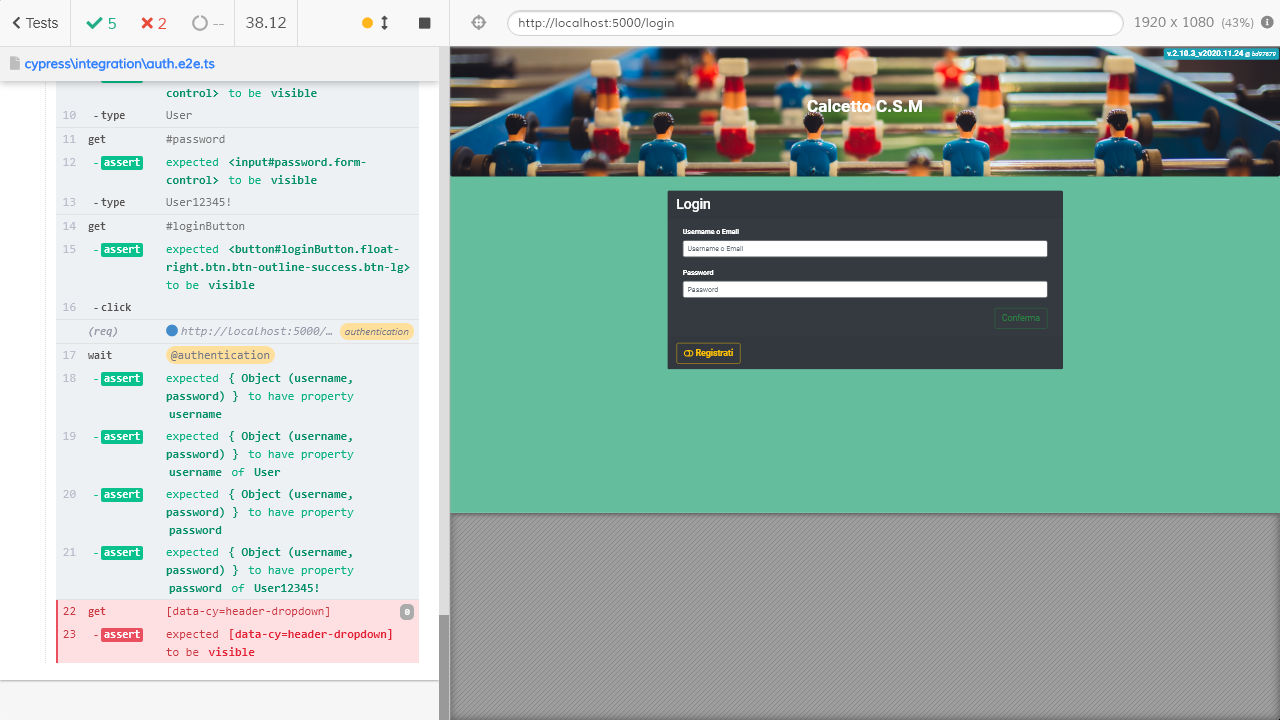 Tests 5 2 -- 38.12
http://localhost:5000/login 1920 x 1080 (43%)
cypress\integration\auth.e2e.ts
control> to be visible
10 -type User
11 get #password
12 -assert expected <input#password.form-
control> to be visible
13 -type User12345!
14 get #loginButton
15 -assert expected <button#loginButton.float-
right.btn.btn-outline-success.btn-lg>
to be visible
16 -click
(req) http://localhost:5000/… authentication
17 wait @authentication
18 -assert expected { Object (username,
password) } to have property
username
19 -assert expected { Object (username,
password) } to have property
username of User
20 -assert expected { Object (username,
password) } to have property
password
21 -assert expected { Object (username,
password) } to have property
password of User12345!
22 get [data-cy=header-dropdown] 0
23 -assert expected [data-cy=header-dropdown]
to be visible
Calcetto C.S.M
Login
Username o Email
Username o Email
Password
Password
Conferma
Registrati